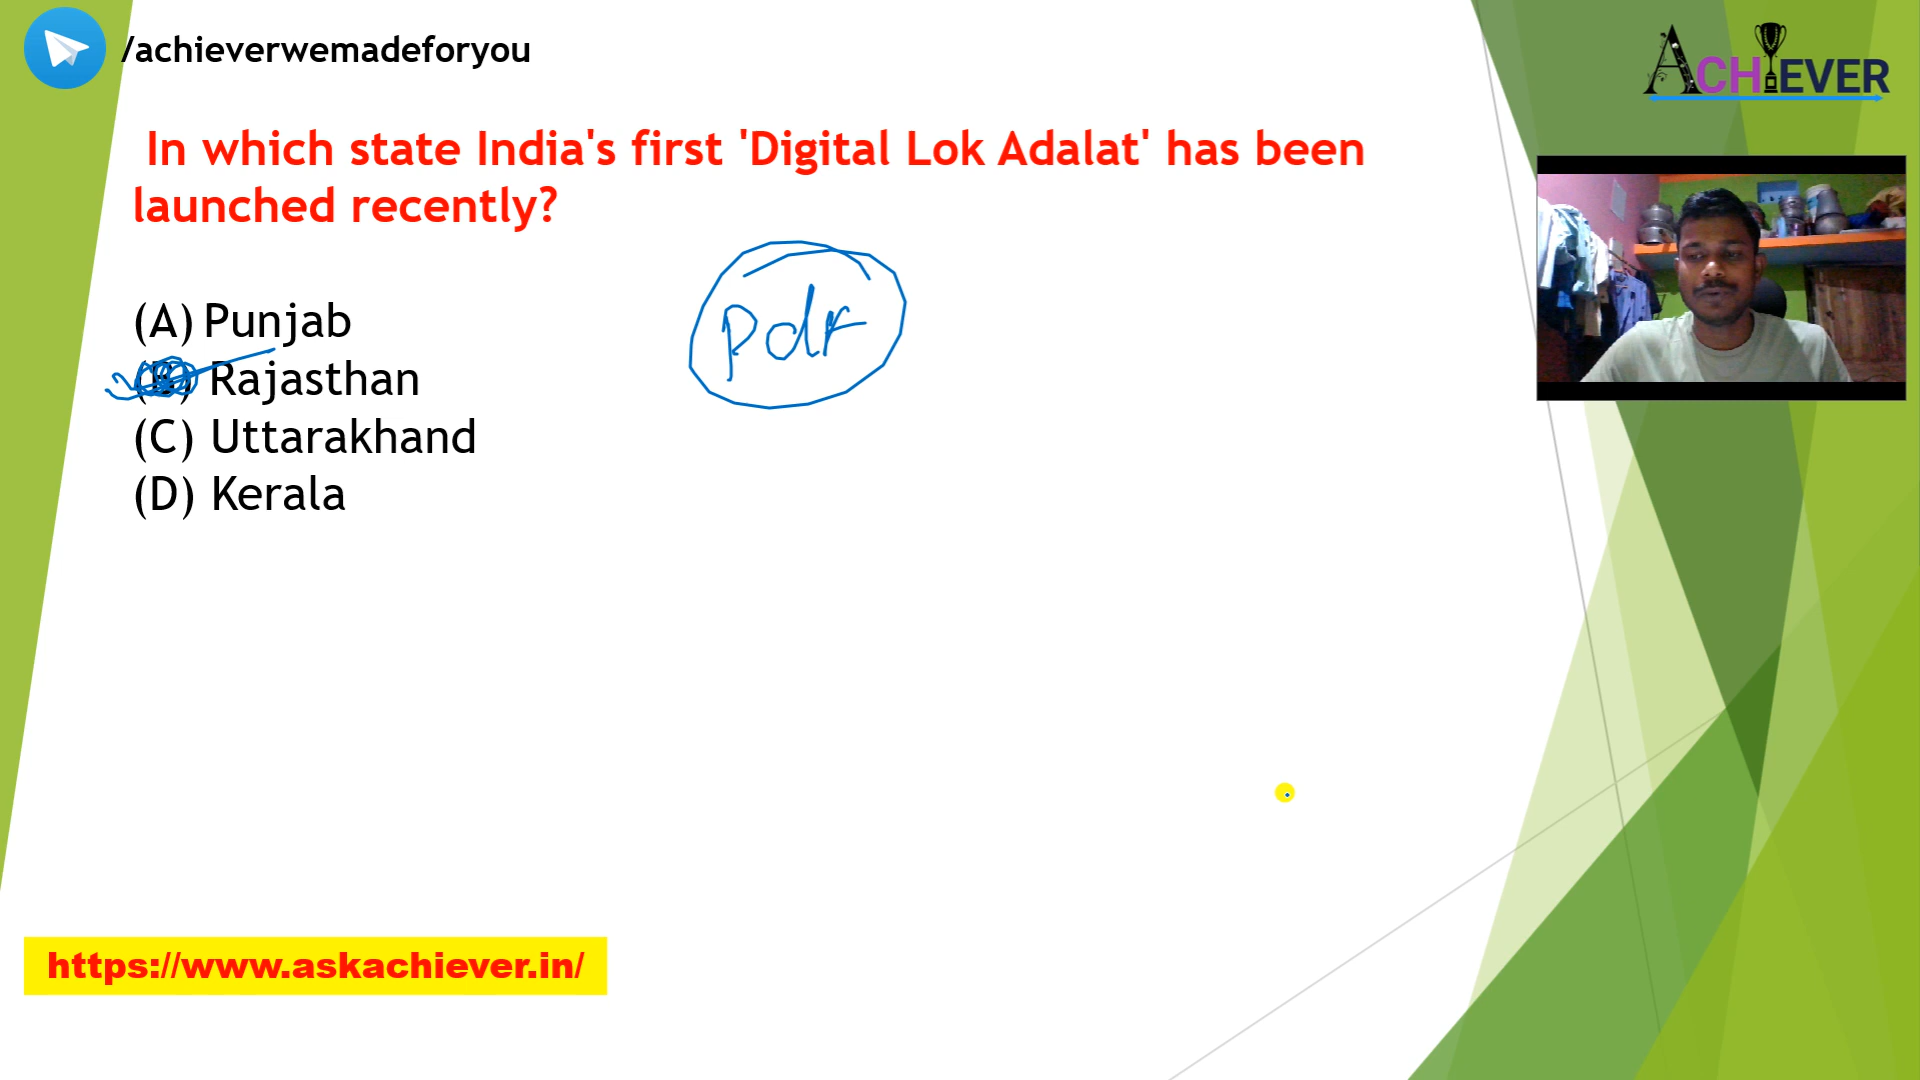 /achieverwemadeforyou
ACHIEVER
In which state India's first 'Digital Lok Adalat' has been
launched recently?
(A) Punjab
(B) Rajasthan
(C) Uttarakhand
(D) Kerala
pdf
https://www.askachiever.in/